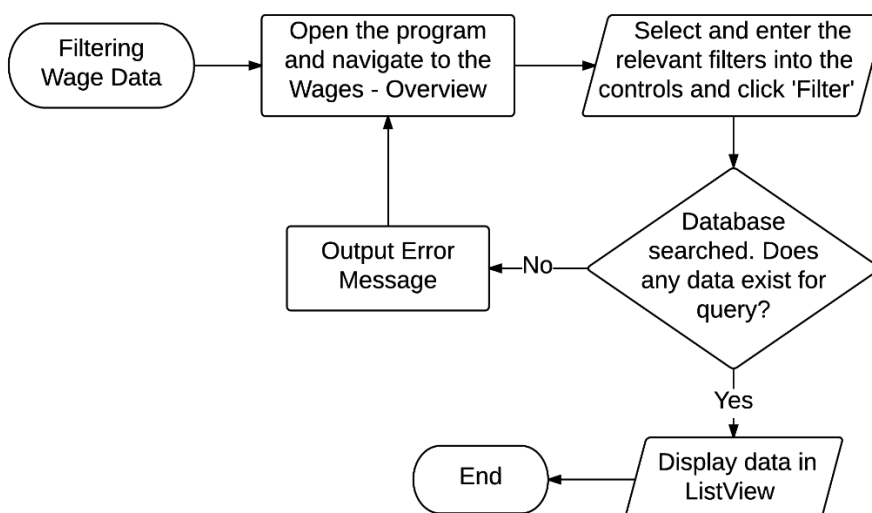 Filtering
Wage Data
Open the program
and navigate to the
Wages - Overview
Select and enter the
relevant filters into the
controls and click 'Filter'
Database
searched. Does
any data exist for
query?
No
Output Error
Message
Yes
Display data in
ListView
End